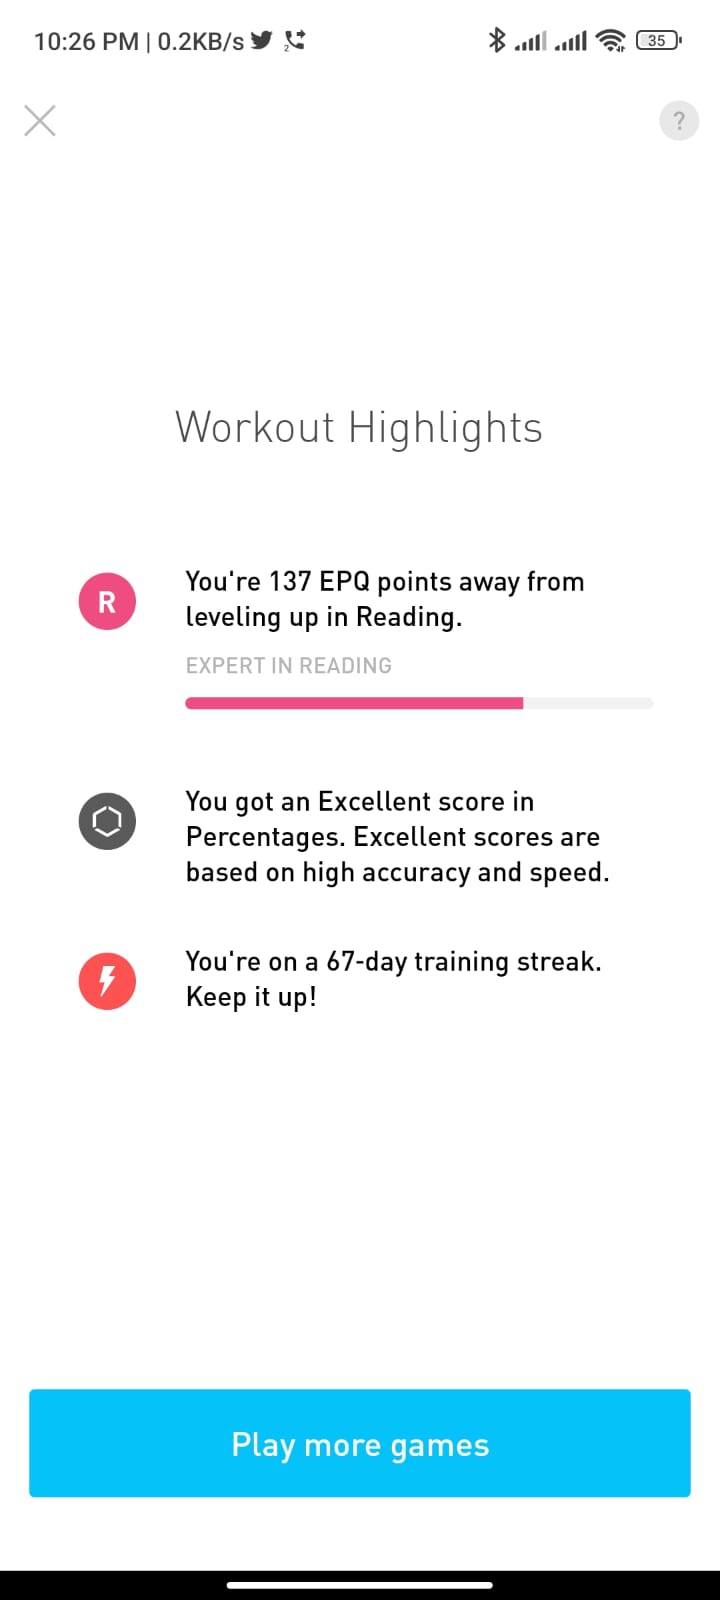 10:26 PM | 0.2KB/s 2 35
?
Workout Highlights
R
You're 137 EPQ points away from
leveling up in Reading.
EXPERT IN READING
You got an Excellent score in
Percentages. Excellent scores are
based on high accuracy and speed.
You're on a 67-day training streak.
Keep it up!
Play more games